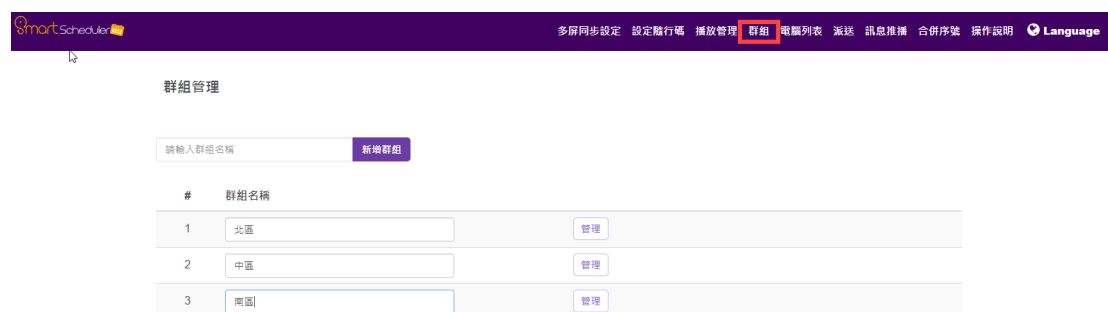 Smart Scheduler
多屏同步設定 設定隨行碼 播放管理 群組 電腦列表 派送 訊息推播 合併序號 操作說明 Language
群組管理
請輸入群組名稱 新增群組
# 群組名稱
1 北區 管理
2 中區 管理
3 南區 管理